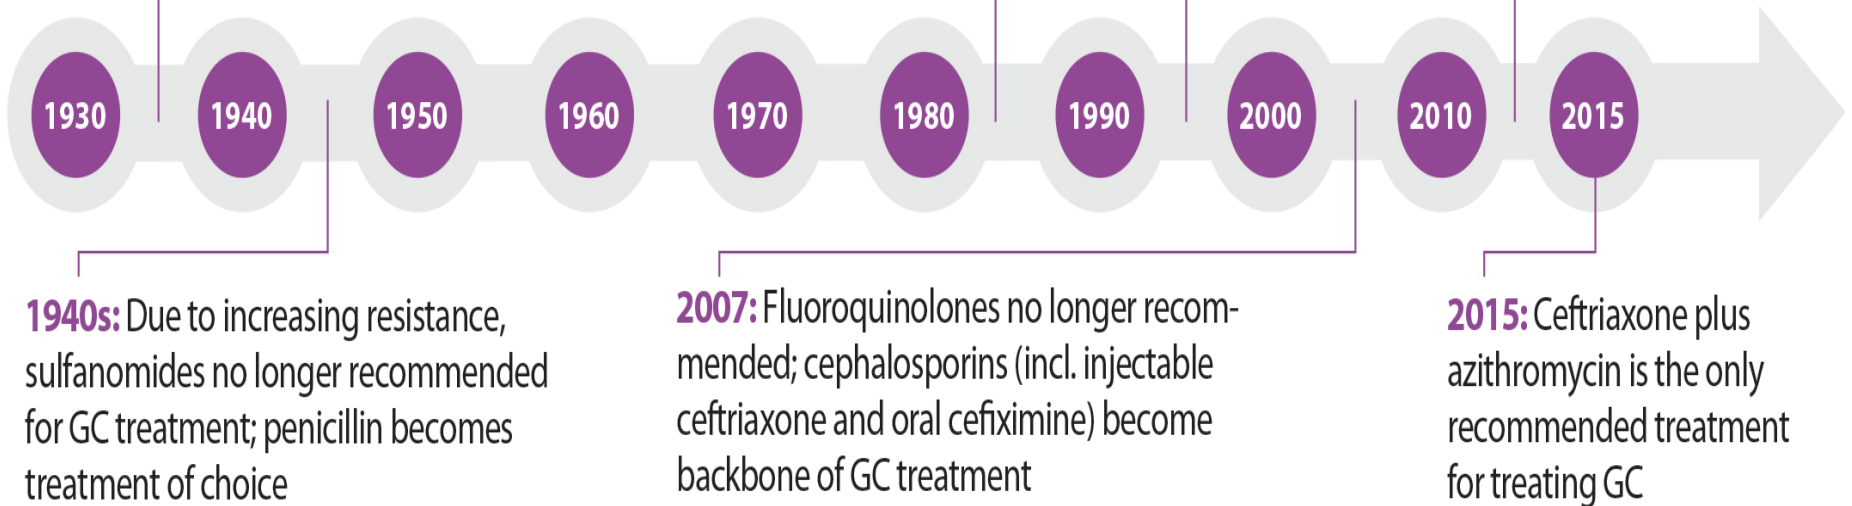 1930 1940 1950 1960 1970 1980 1990 2000 2010 2015
1940s: Due to increasing resistance,
sulfanomides no longer recommended
for GC treatment; penicillin becomes
treatment of choice
2007: Fluoroquinolones no longer recom-
mended; cephalosporins (incl. injectable
ceftriaxone and oral cefiximine) become
backbone of GC treatment
2015: Ceftriaxone plus
azithromycin is the only
recommended treatment
for treating GC